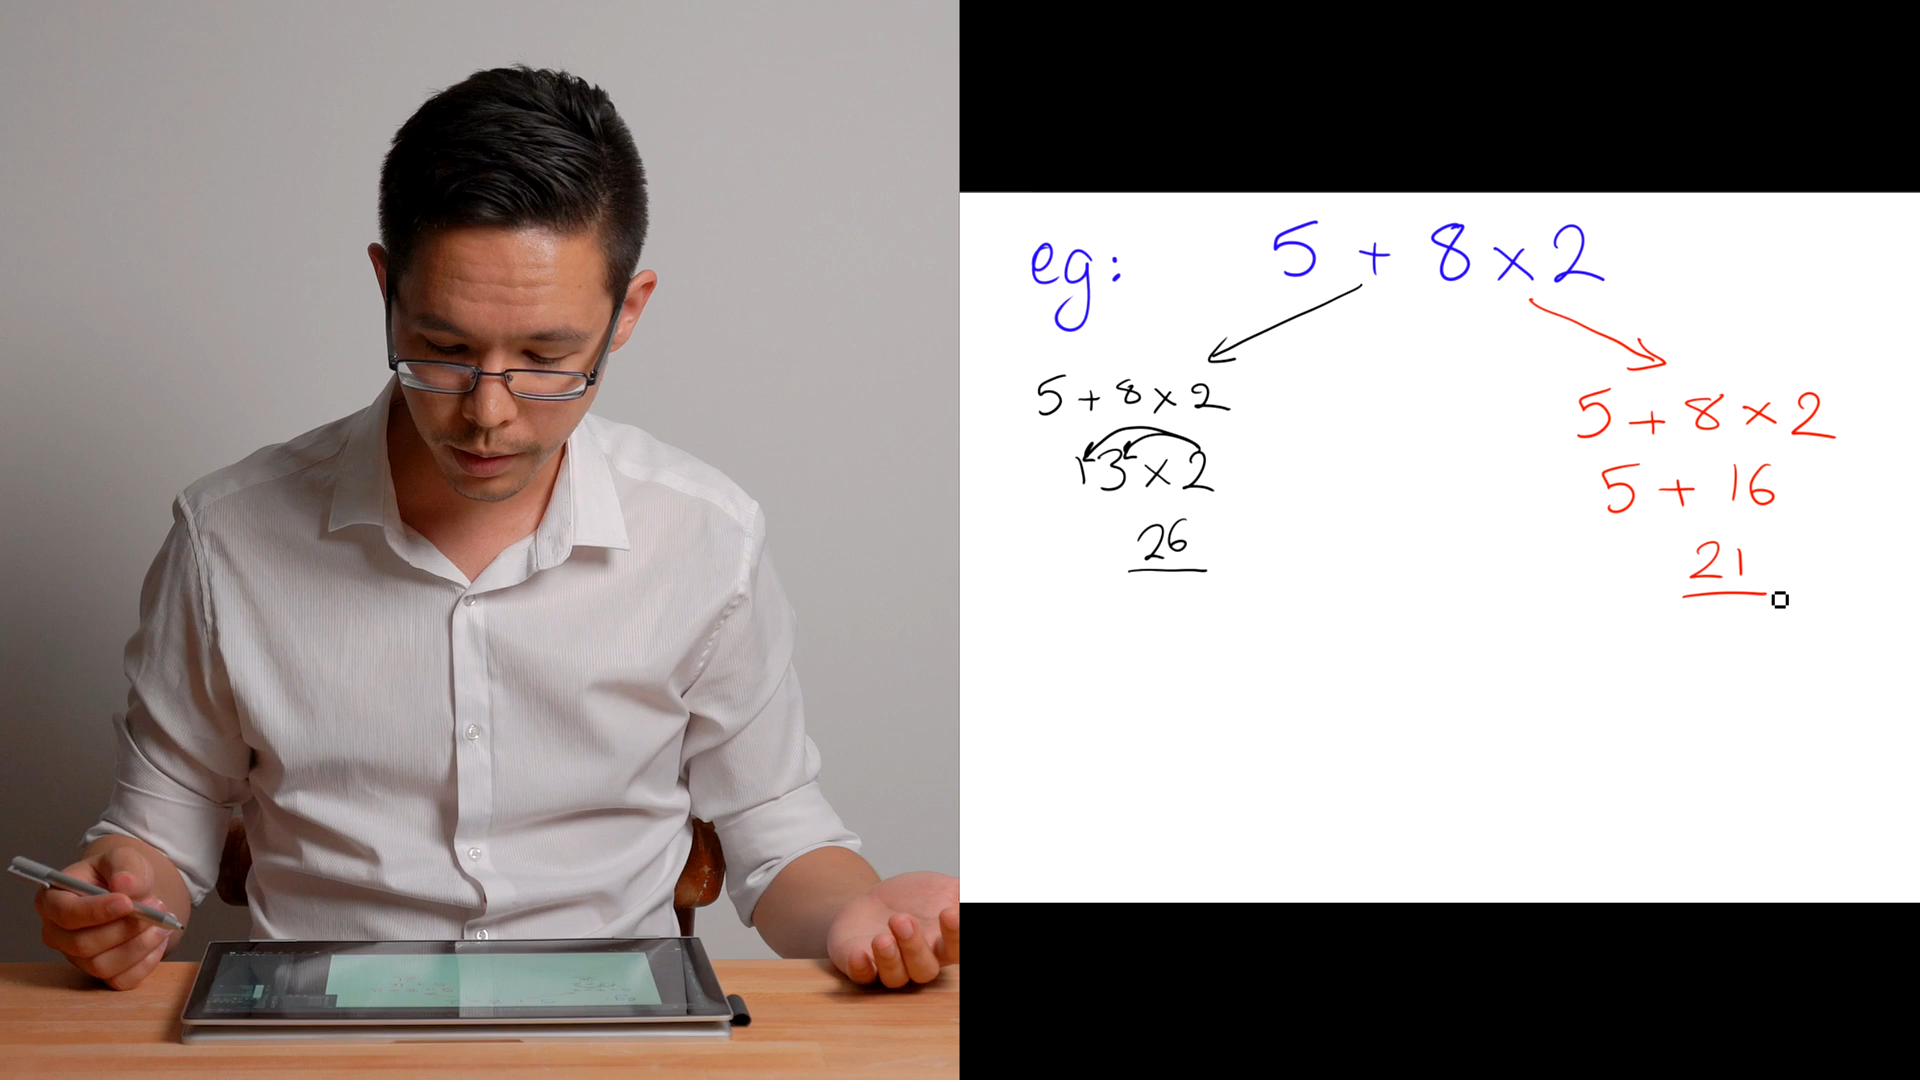 eg: 5 + 8 × 2
5 + 8 × 2
13 × 2
26
5 + 8 × 2
5 + 16
21